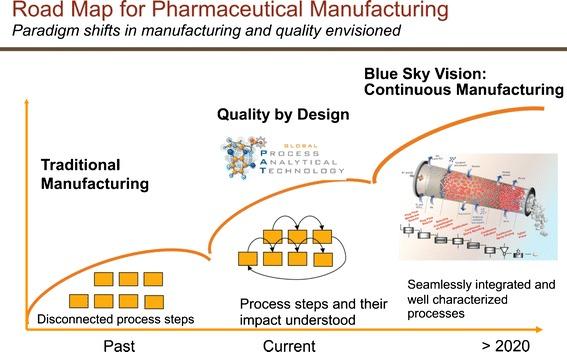 Road Map for Pharmaceutical Manufacturing
Paradigm shifts in manufacturing and quality envisioned
Blue Sky Vision:
Continuous Manufacturing
Quality by Design
GLOBAL
PROCESS
ANALYTICAL
TECHNOLOGY
Traditional
Manufacturing
Disconnected process steps
Process steps and their
impact understood
Seamlessly integrated and
well characterized
processes
Past
Current
> 2020